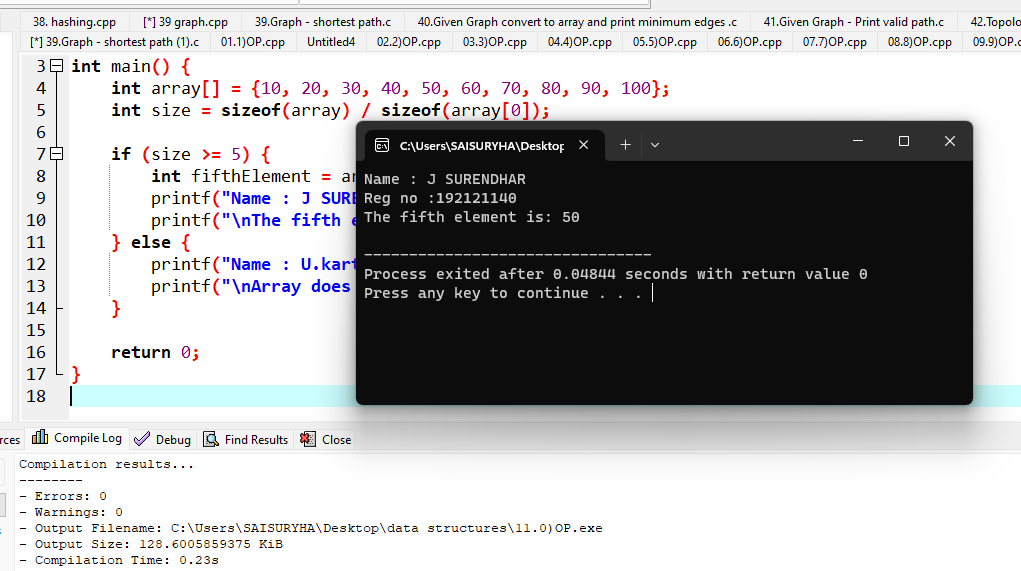 38. hashing.cpp [*] 39 graph.cpp 39.Graph - shortest path.c 40.Given Graph convert to array and print minimum edges .c 41.Given Graph - Print valid path.c 42.Topolo
[*] 39.Graph - shortest path (1).c 01.1)OP.cpp Untitled4 02.2)OP.cpp 03.3)OP.cpp 04.4)OP.cpp 05.5)OP.cpp 06.6)OP.cpp 07.7)OP.cpp 08.8)OP.cpp 09.9)O
3 int main() {
4 int array[] = {10, 20, 30, 40, 50, 60, 70, 80, 90, 100};
5 int size = sizeof(array) / sizeof(array[0]);
6
7 if (size >= 5) {
8 int fifthElement = ar
9 printf("Name : J SURE
10 printf("\nThe fifth e
11 } else {
12 printf("Name : U.kart
13 printf("\nArray does
14 }
15
16 return 0;
17 }
18
C:\Users\SAISURYHA\Desktop
Name : J SURENDHAR
Reg no :192121140
The fifth element is: 50
--------------------------------
Process exited after 0.04844 seconds with return value 0
Press any key to continue . . .
rces Compile Log Debug Find Results Close
Compilation results...
--------
- Errors: 0
- Warnings: 0
- Output Filename: C:\Users\SAISURYHA\Desktop\data structures\11.0)OP.exe
- Output Size: 128.6005859375 KiB
- Compilation Time: 0.23s